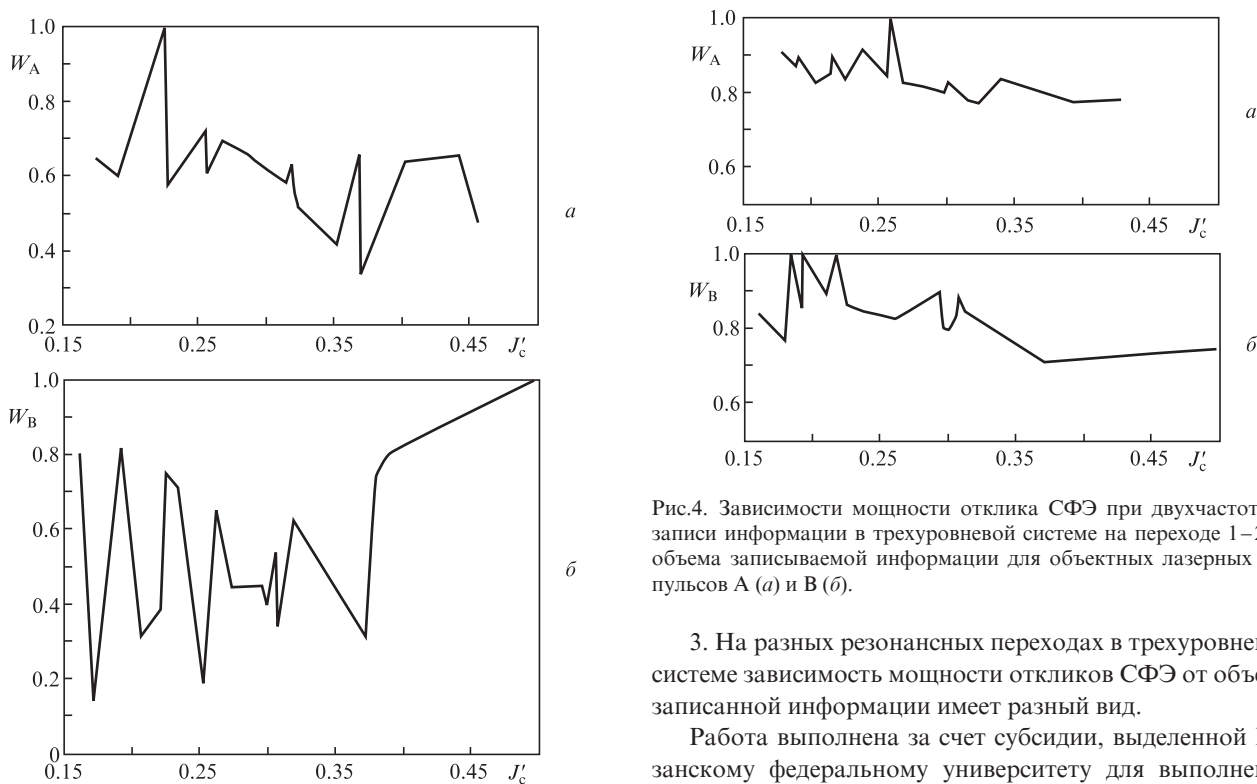 1.0
W_A
0.8
0.6
0.4
0.2
0.15 0.25 0.35 0.45 J′_c
а
1.0
W_B
0.8
0.6
0.4
0.2
0
0.15 0.25 0.35 0.45 J′_c
б
1.0
W_A
0.8
0.6
0.15 0.25 0.35 0.45 J′_c
а
1.0
W_B
0.8
0.6
0.15 0.25 0.35 0.45 J′_c
б
Рис.4. Зависимости мощности отклика СФЭ при двухчастот
записи информации в трехуровневой системе на переходе 1–2
объема записываемой информации для объектных лазерных
пульсов А (а) и В (б).
3. На разных резонансных переходах в трехуровне
системе зависимость мощности откликов СФЭ от объе
записанной информации имеет разный вид.
Работа выполнена за счет субсидии, выделенной
занскому федеральному университету для выполне